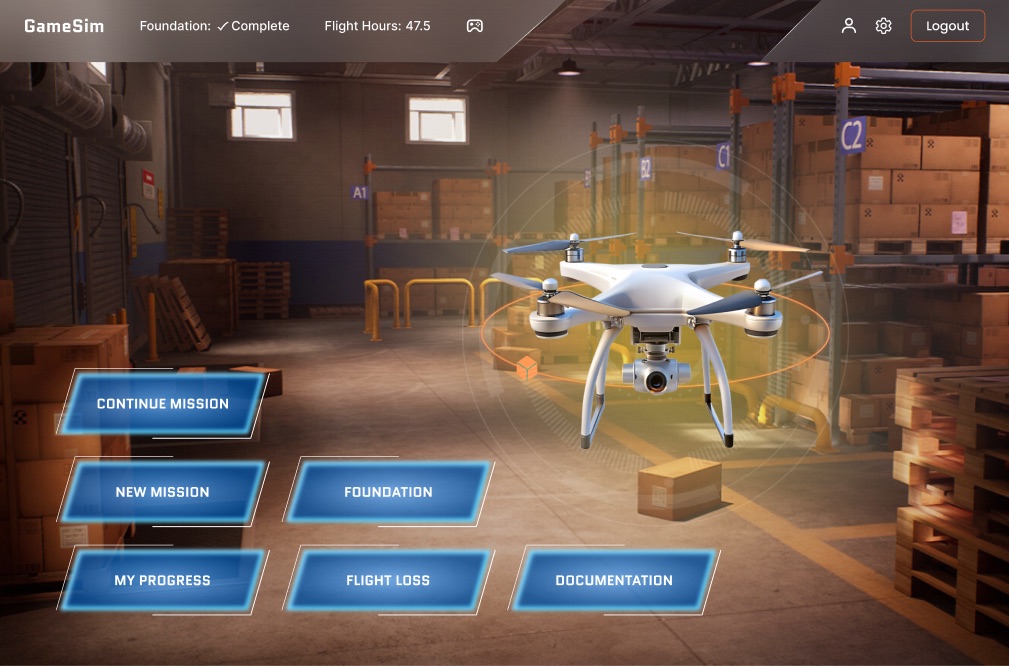 GameSim
Foundation: ✓ Complete
Flight Hours: 47.5
Logout
C2
C1
B2
A1
CONTINUE MISSION
NEW MISSION
FOUNDATION
MY PROGRESS
FLIGHT LOSS
DOCUMENTATION